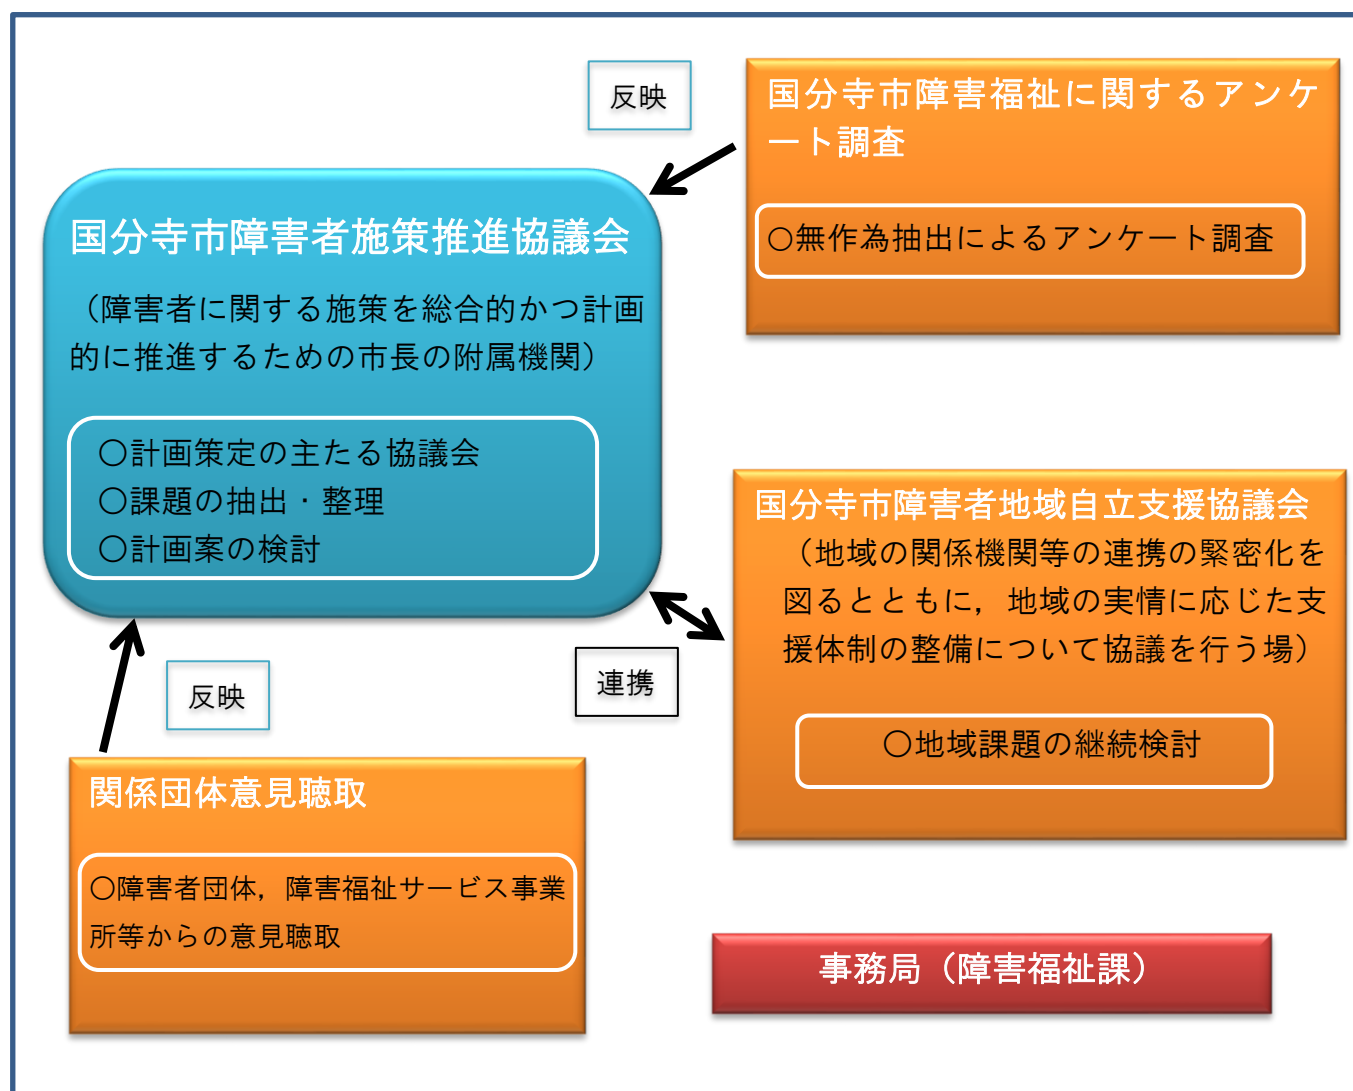 反映
国分寺市障害福祉に関するアンケ
ート調査
○無作為抽出によるアンケート調査
国分寺市障害者施策推進協議会
（障害者に関する施策を総合的かつ計画
的に推進するための市長の附属機関）
○計画策定の主たる協議会
○課題の抽出・整理
○計画案の検討
国分寺市障害者地域自立支援協議会
（地域の関係機関等の連携の緊密化を
図るとともに，地域の実情に応じた支
援体制の整備について協議を行う場）
○地域課題の継続検討
連携
反映
関係団体意見聴取
○障害者団体，障害福祉サービス事業
所等からの意見聴取
事務局（障害福祉課）